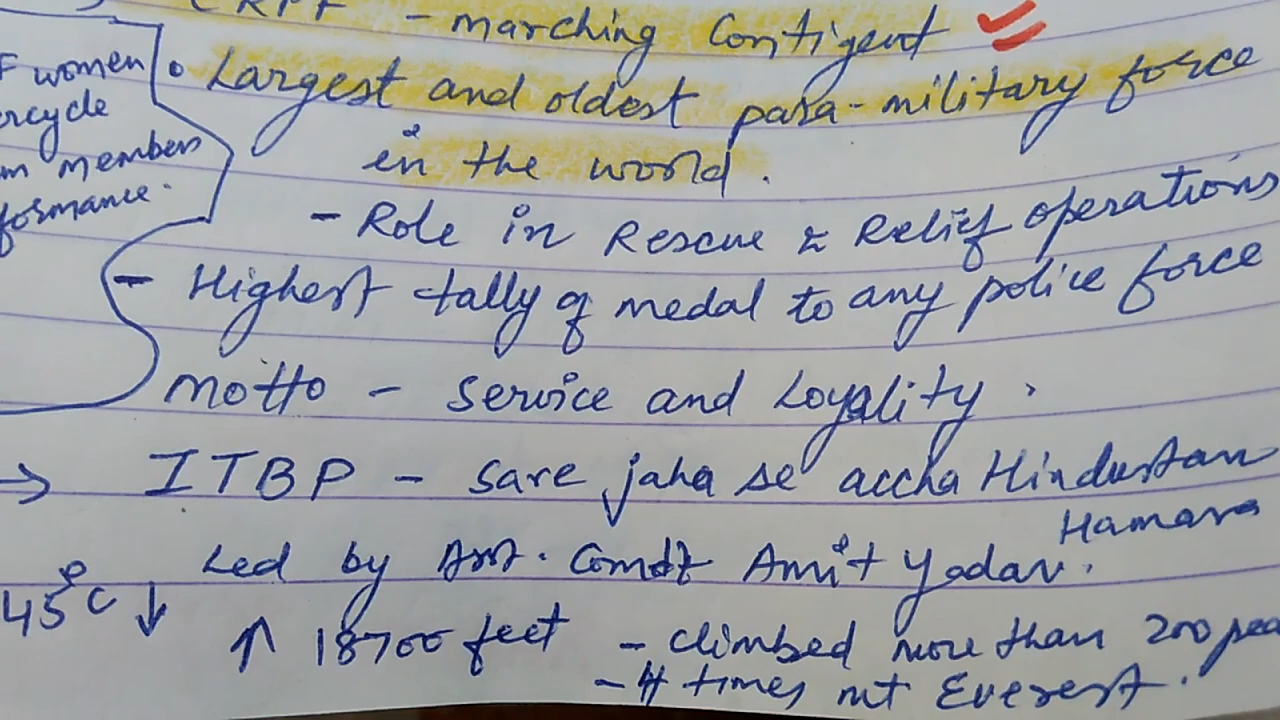 CRPF - marching Contigent
• Largest and oldest para-military force
in the world.
- Role in Rescue & Relief operations
- Highest tally of medal to any police force
Motto - Service and Loyality.
F women
ercycle
m members
formance.
→ ITBP - Sare jaha se accha Hindustan
Hamara
Led by Asst. Comdt Amit Yadav.
45°C ↓
↑ 18700 feet - climbed more than 200 pea
- 4 times mt Everest.